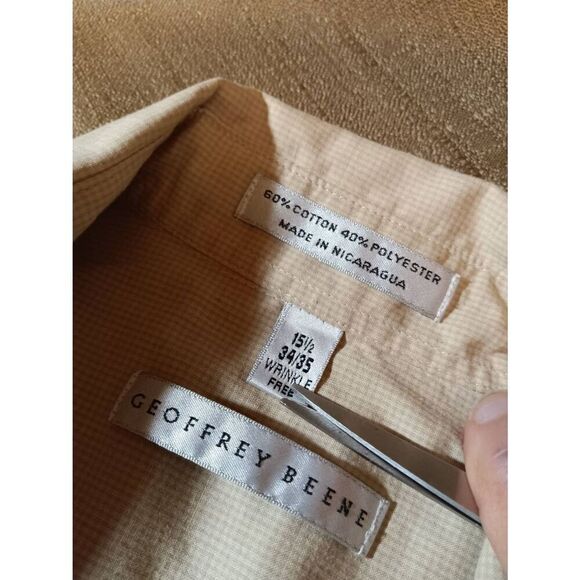 60% COTTON 40% POLYESTER
MADE IN NICARAGUA
15½
34/35
WRINKLE
FREE
GEOFFREY BEENE